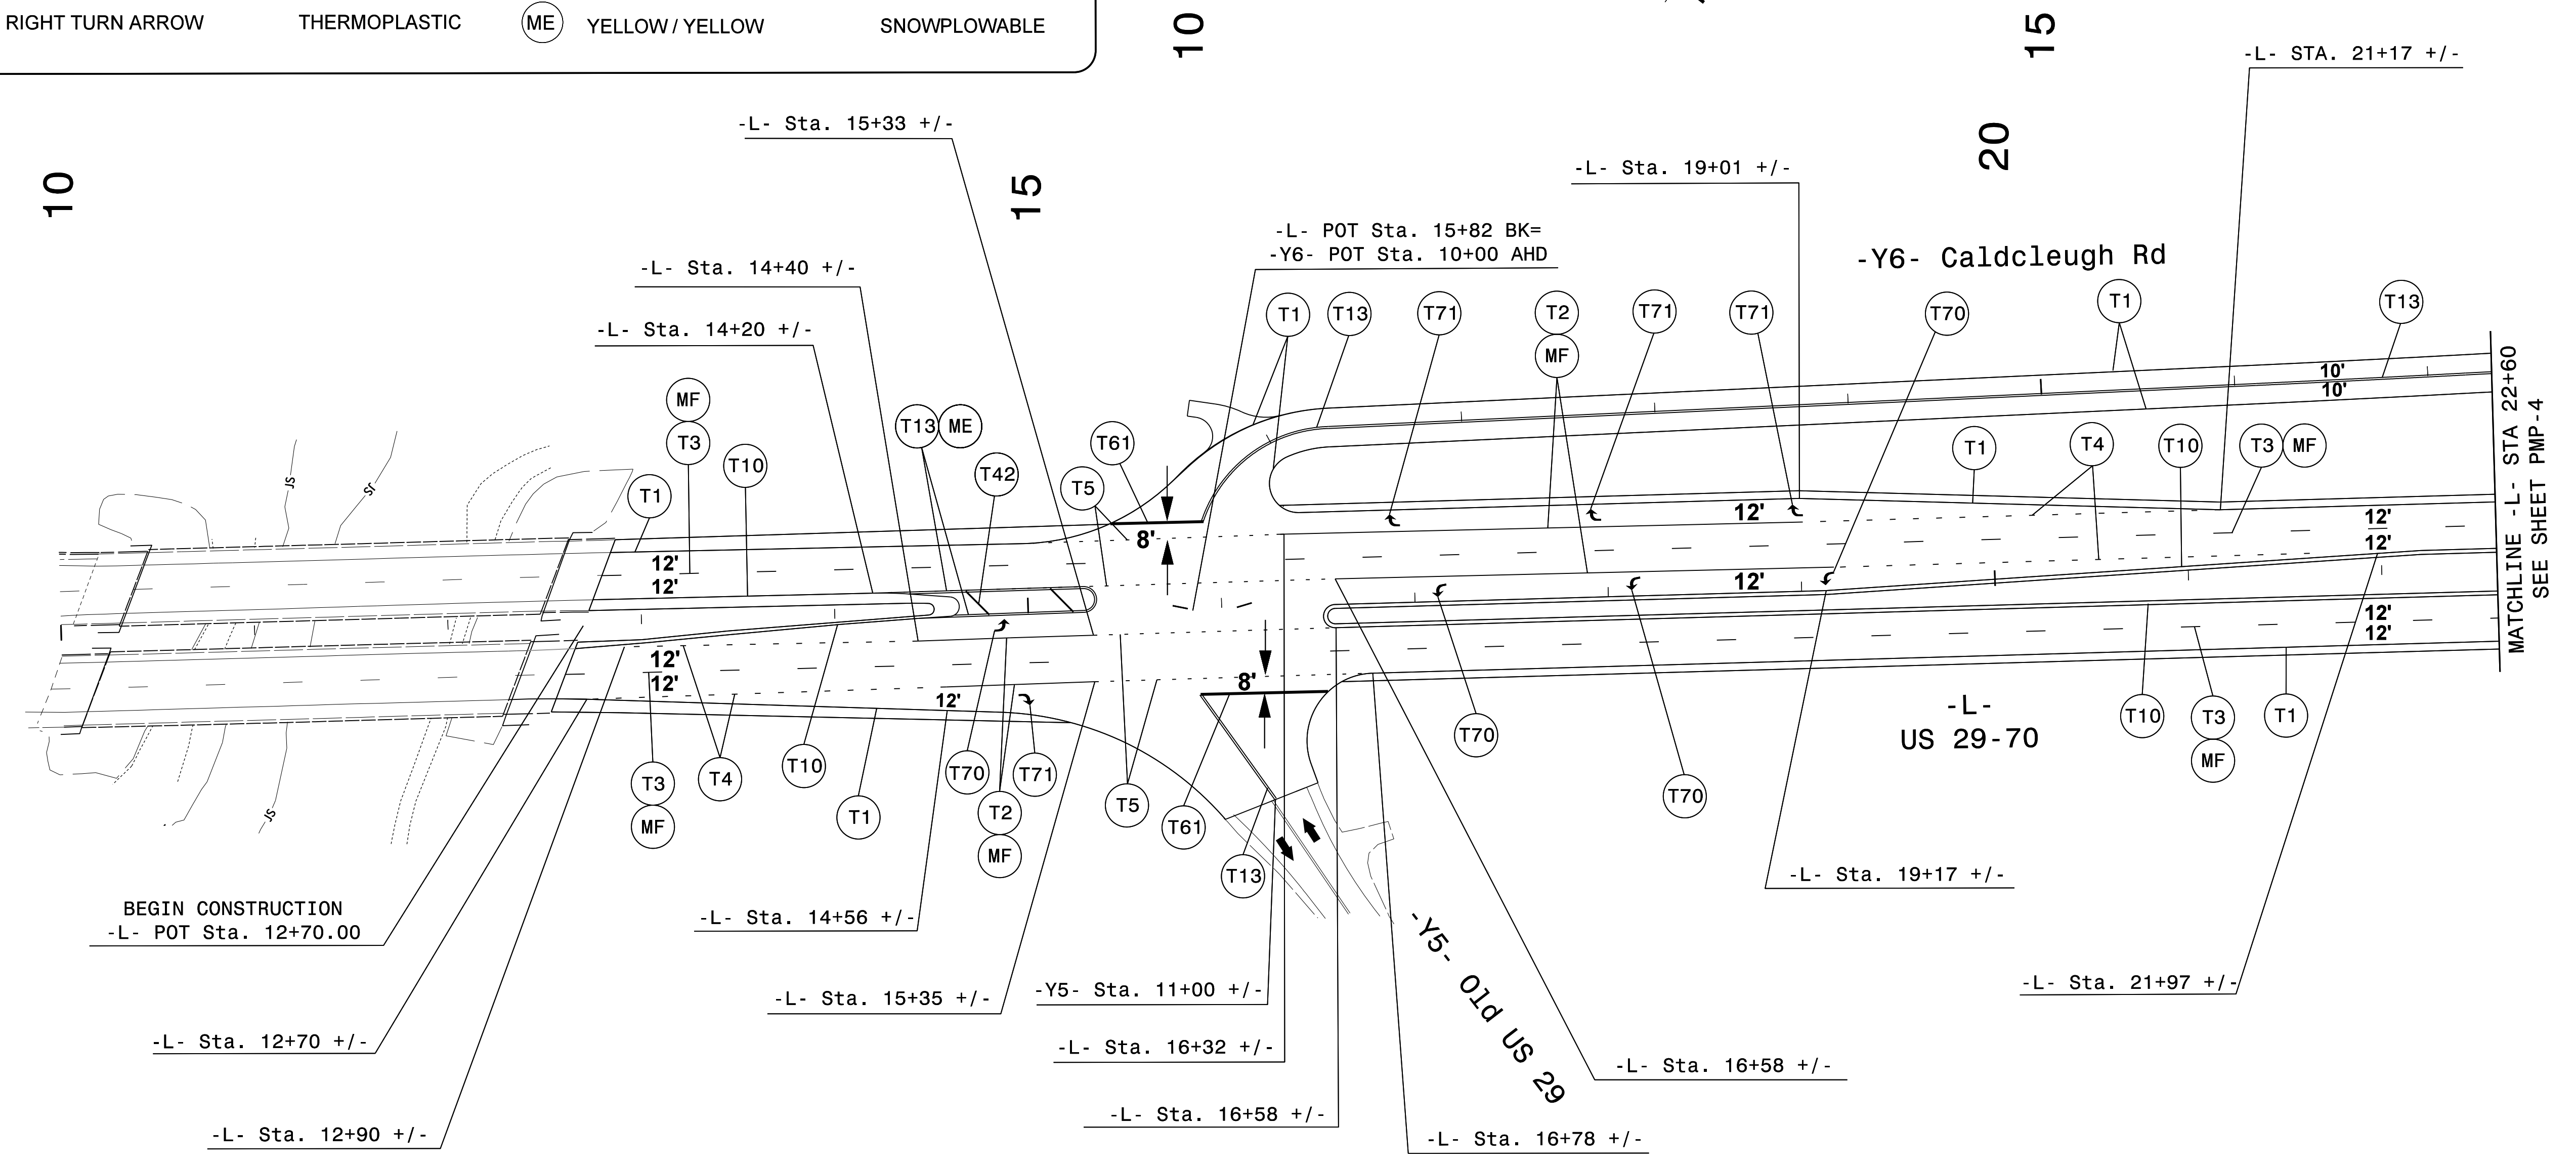 RIGHT TURN ARROW THERMOPLASTIC ME YELLOW / YELLOW SNOWPLOWABLE
10
15
-L- STA. 21+17 +/-
-L- Sta. 15+33 +/-
20
-L- Sta. 19+01 +/-
10
15
-L- POT Sta. 15+82 BK=
-Y6- POT Sta. 10+00 AHD
-Y6- Caldcleugh Rd
-L- Sta. 14+40 +/-
-L- Sta. 14+20 +/-
T1 T13 T71 T2 T71 T71 T70 T1 T13
MF
10'
10'
MF
T3
T10
T1
T13 ME
T42
T61
T5
T1 T4 T10 T3 MF
MATCHLINE -L- STA 22+60
SEE SHEET PMP-4
JS
JS
JS
12'
12'
8'
12'
12'
12'
12'
12'
12'
12'
12'
12'
12'
8'
T3
MF
T4
T10
T1
T70
T2
MF
T71
T5
T61
T13
T70
T70
T10
T3
MF
T1
-L-
US 29-70
-L- Sta. 19+17 +/-
BEGIN CONSTRUCTION
-L- POT Sta. 12+70.00
-L- Sta. 14+56 +/-
-Y5- Old US 29
-L- Sta. 15+35 +/-
-Y5- Sta. 11+00 +/-
-L- Sta. 21+97 +/-
-L- Sta. 12+70 +/-
-L- Sta. 16+32 +/-
-L- Sta. 16+58 +/-
-L- Sta. 16+58 +/-
-L- Sta. 12+90 +/-
-L- Sta. 16+78 +/-